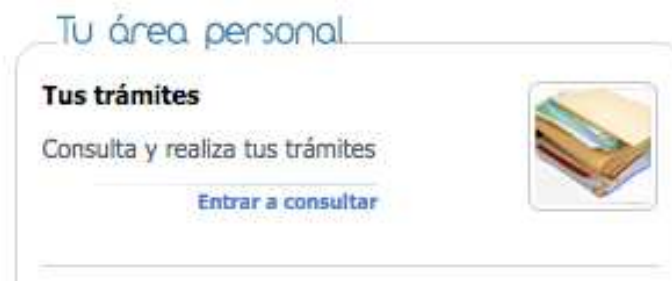 Tu área personal
Tus trámites
Consulta y realiza tus trámites
Entrar a consultar